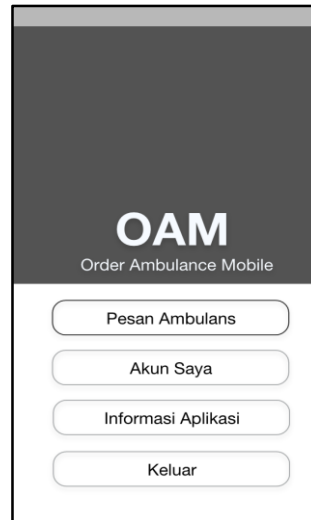 OAM
Order Ambulance Mobile
Pesan Ambulans
Akun Saya
Informasi Aplikasi
Keluar